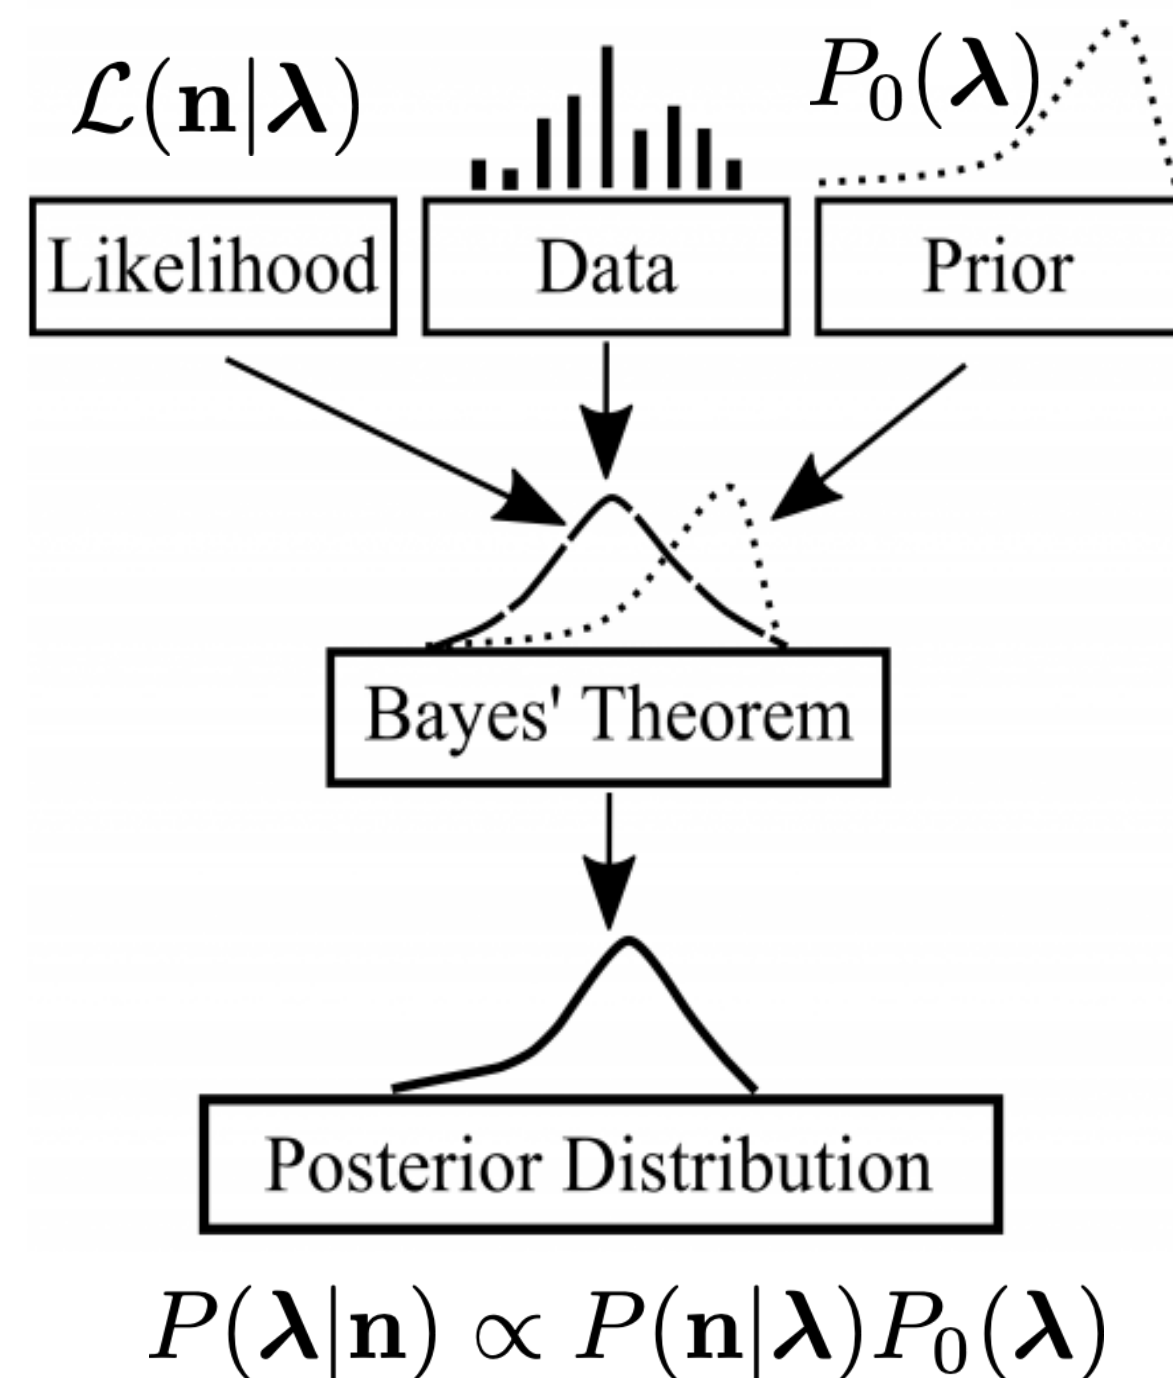 𝓛(𝐧|𝛌) P₀(𝛌)
Likelihood Data Prior
Bayes' Theorem
Posterior Distribution
P(𝛌|𝐧) ∝ P(𝐧|𝛌)P₀(𝛌)